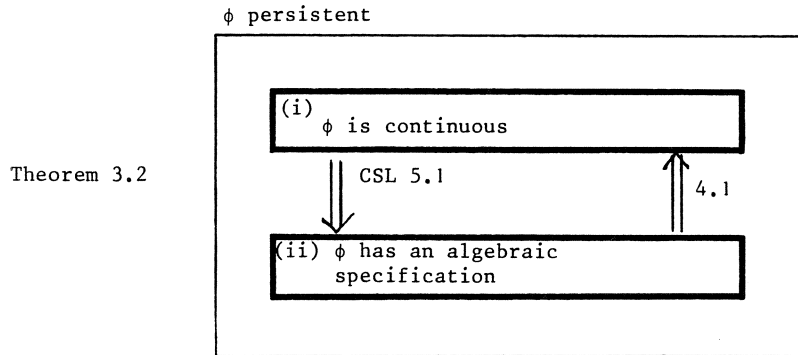 φ persistent
(i)
φ is continuous
Theorem 3.2
CSL 5.1
4.1
(ii) φ has an algebraic
specification